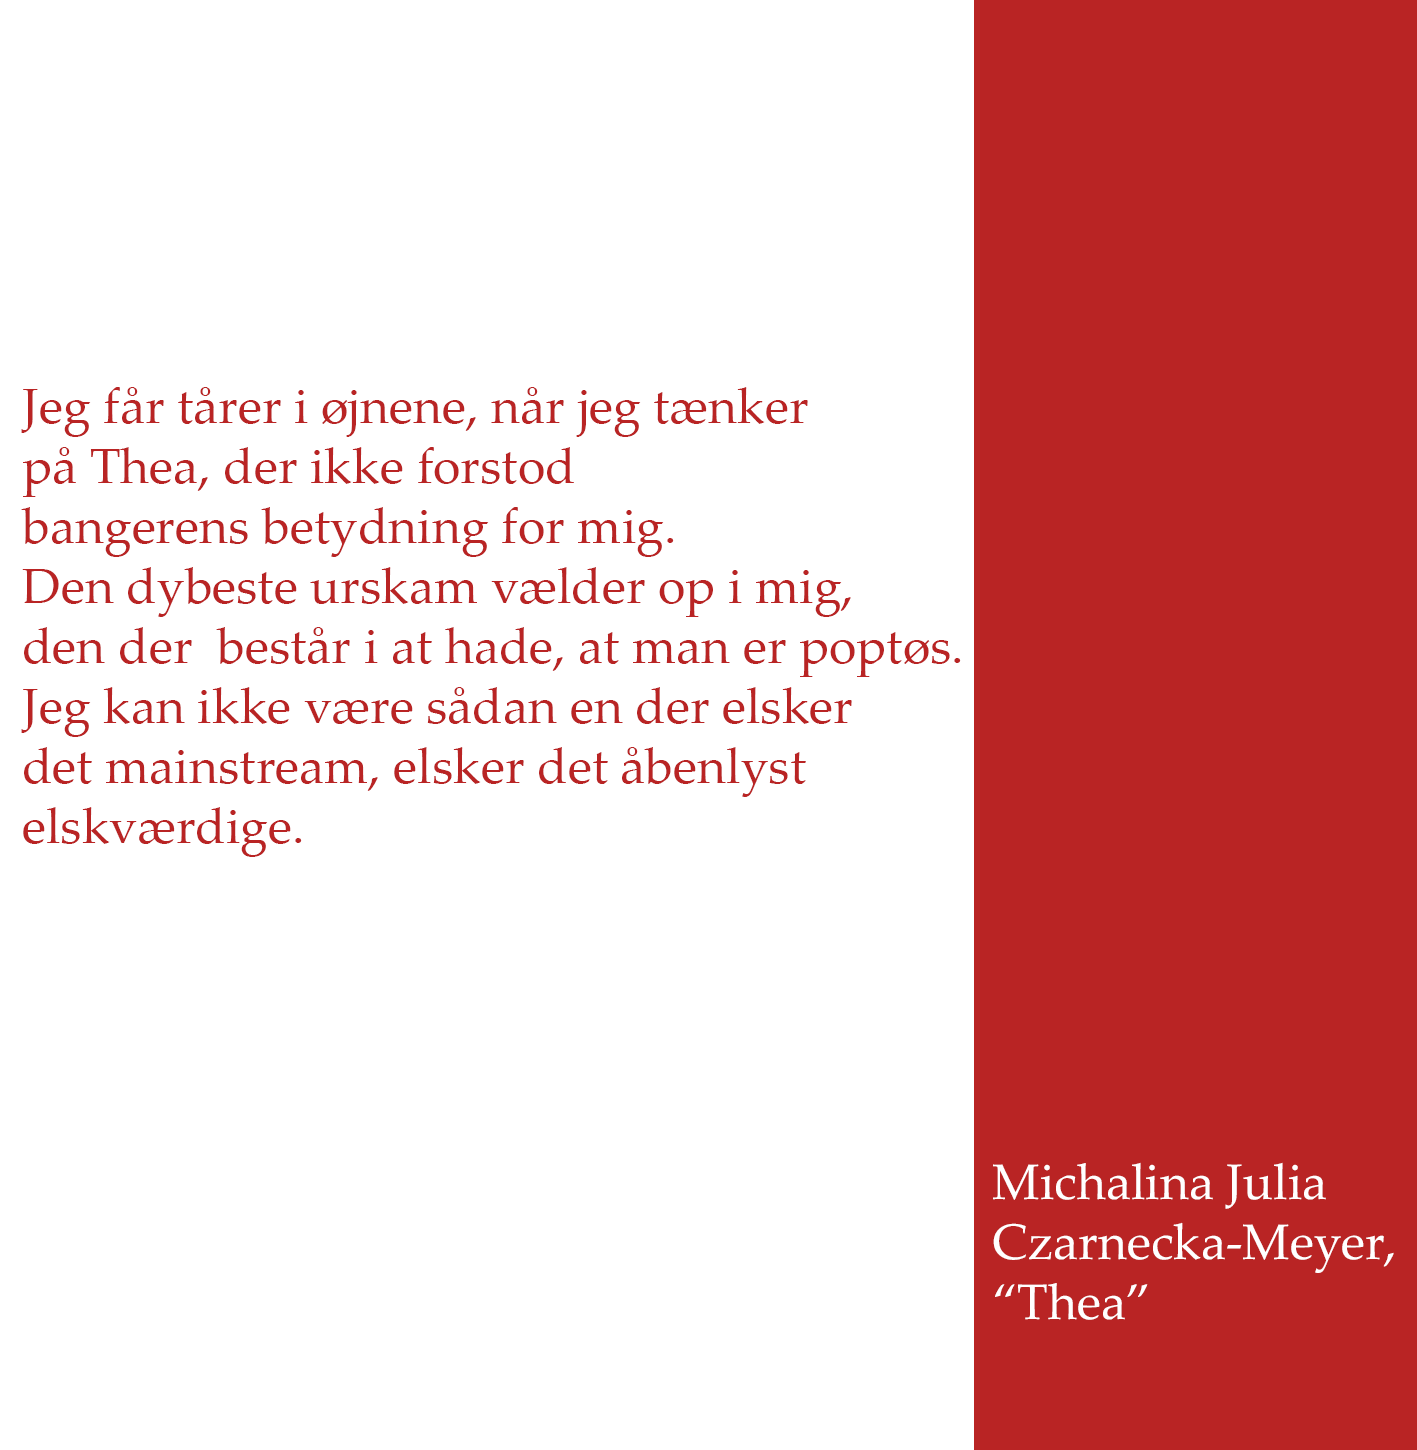 Jeg får tårer i øjnene, når jeg tænker
på Thea, der ikke forstod
bangerens betydning for mig.
Den dybeste urskam vælder op i mig,
den der  består i at hade, at man er poptøs.
Jeg kan ikke være sådan en der elsker
det mainstream, elsker det åbenlyst
elskværdige.
Michalina Julia
Czarnecka-Meyer,
“Thea”